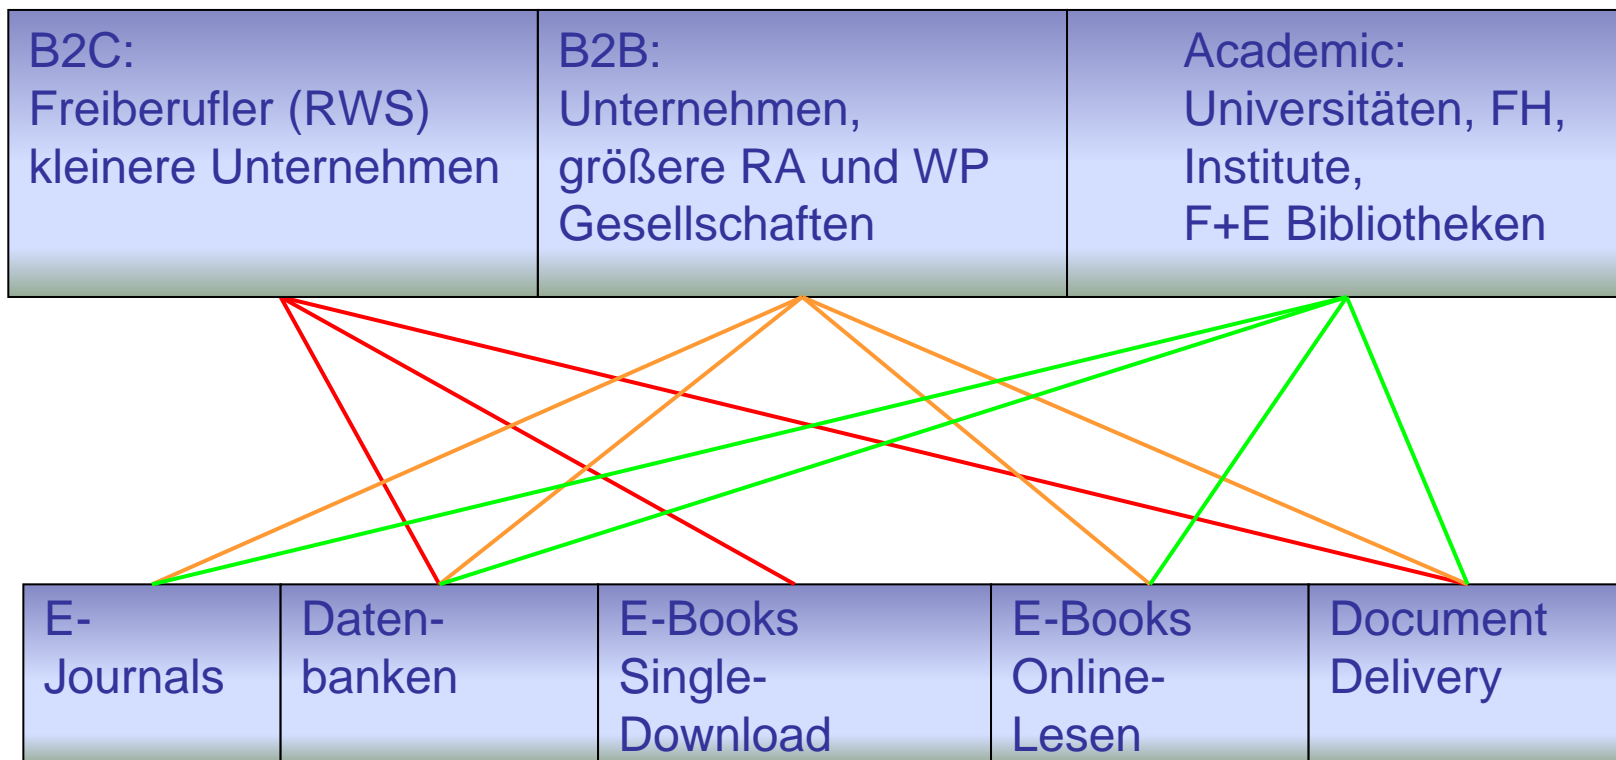 B2C:
Freiberufler (RWS)
kleinere Unternehmen
B2B:
Unternehmen,
größere RA und WP
Gesellschaften
Academic:
Universitäten, FH,
Institute,
F+E Bibliotheken
E-
Journals
Daten-
banken
E-Books
Single-
Download
E-Books
Online-
Lesen
Document
Delivery